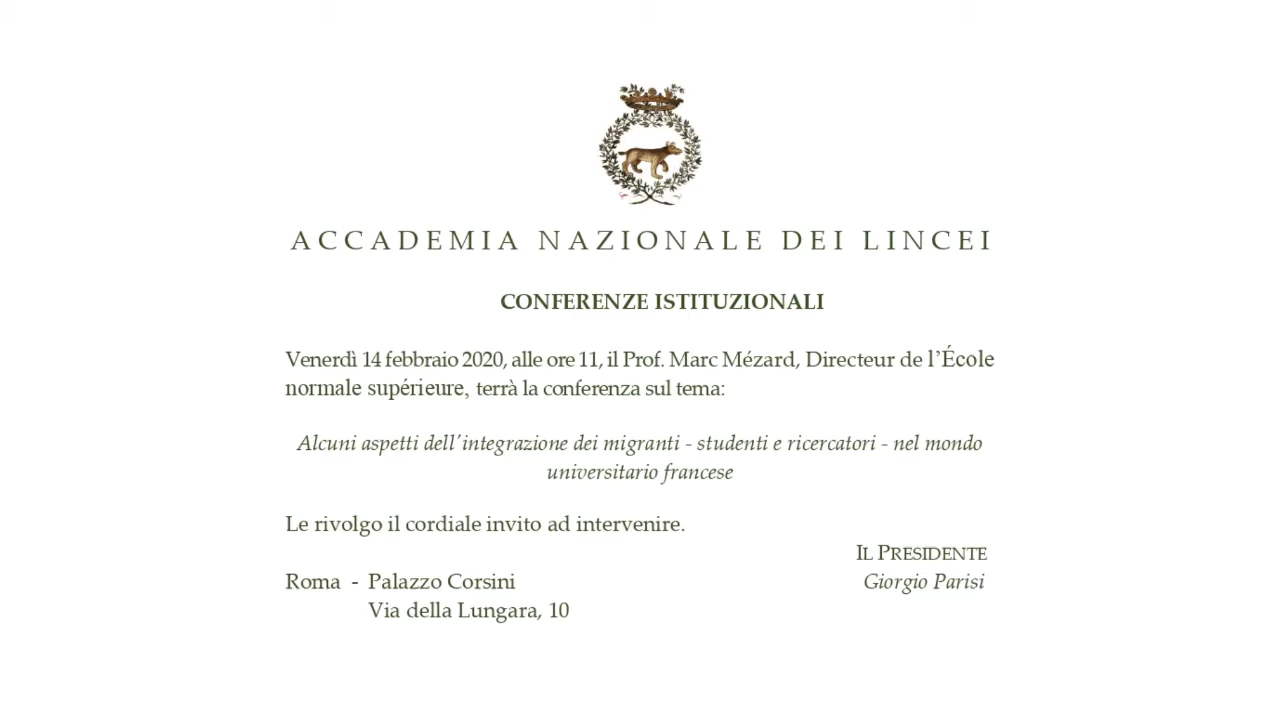 ACCADEMIA NAZIONALE DEI LINCEI
CONFERENZE ISTITUZIONALI
Venerdì 14 febbraio 2020, alle ore 11, il Prof. Marc Mézard, Directeur de l’École
normale supérieure, terrà la conferenza sul tema:
Alcuni aspetti dell'integrazione dei migranti - studenti e ricercatori - nel mondo
universitario francese
Le rivolgo il cordiale invito ad intervenire.
IL PRESIDENTE
Roma - Palazzo Corsini Giorgio Parisi
Via della Lungara, 10